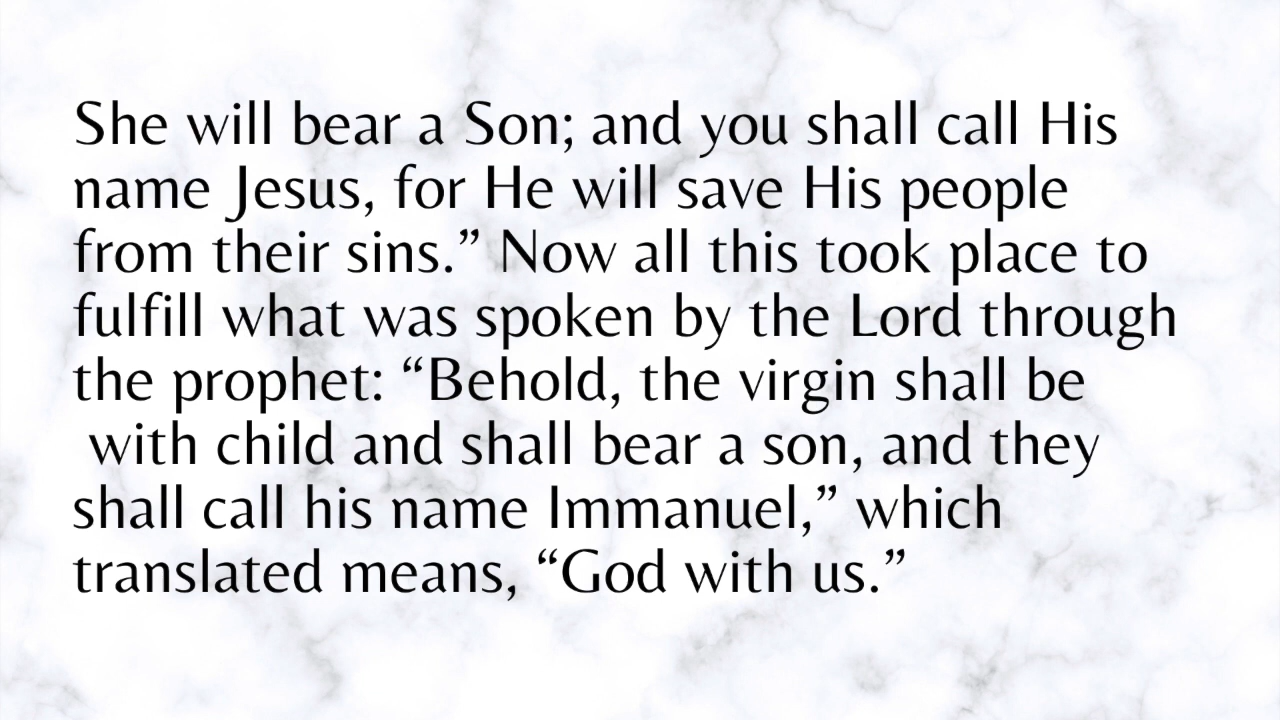 She will bear a Son; and you shall call His
name Jesus, for He will save His people
from their sins.” Now all this took place to
fulfill what was spoken by the Lord through
the prophet: “Behold, the virgin shall be
with child and shall bear a son, and they
shall call his name Immanuel,” which
translated means, “God with us.”